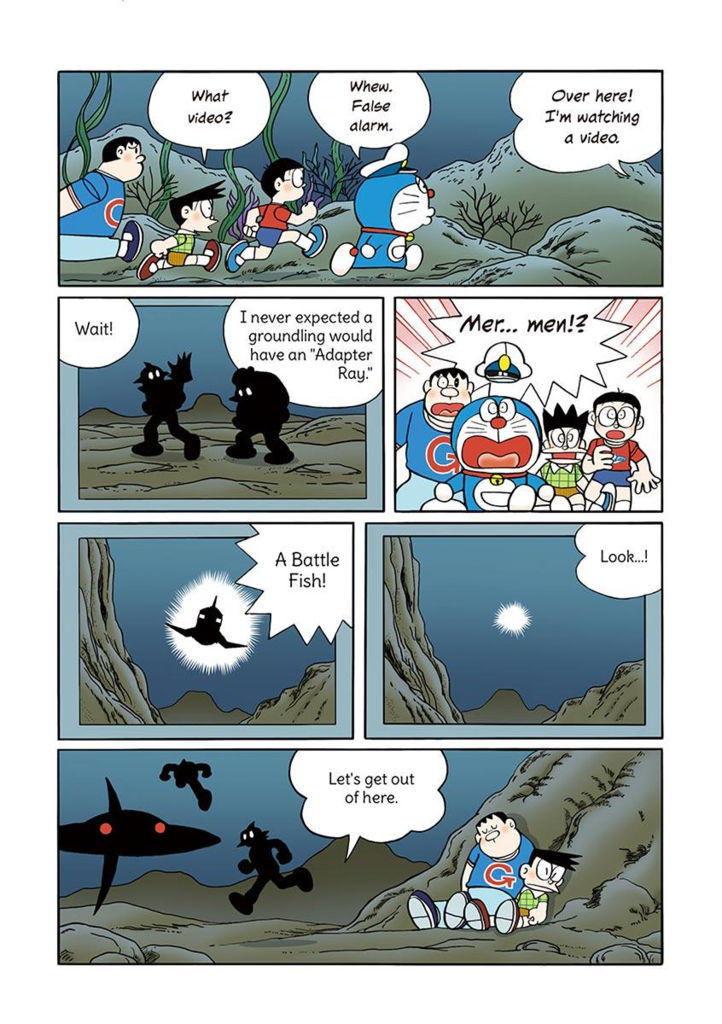 Over here!
I'm watching
a video.
Whew.
False
alarm.
What
video?
Mer... men!?
G
I never expected a
groundling would
have an "Adapter
Ray."
Wait!
Look...!
A Battle
Fish!
Let's get out
of here.
G